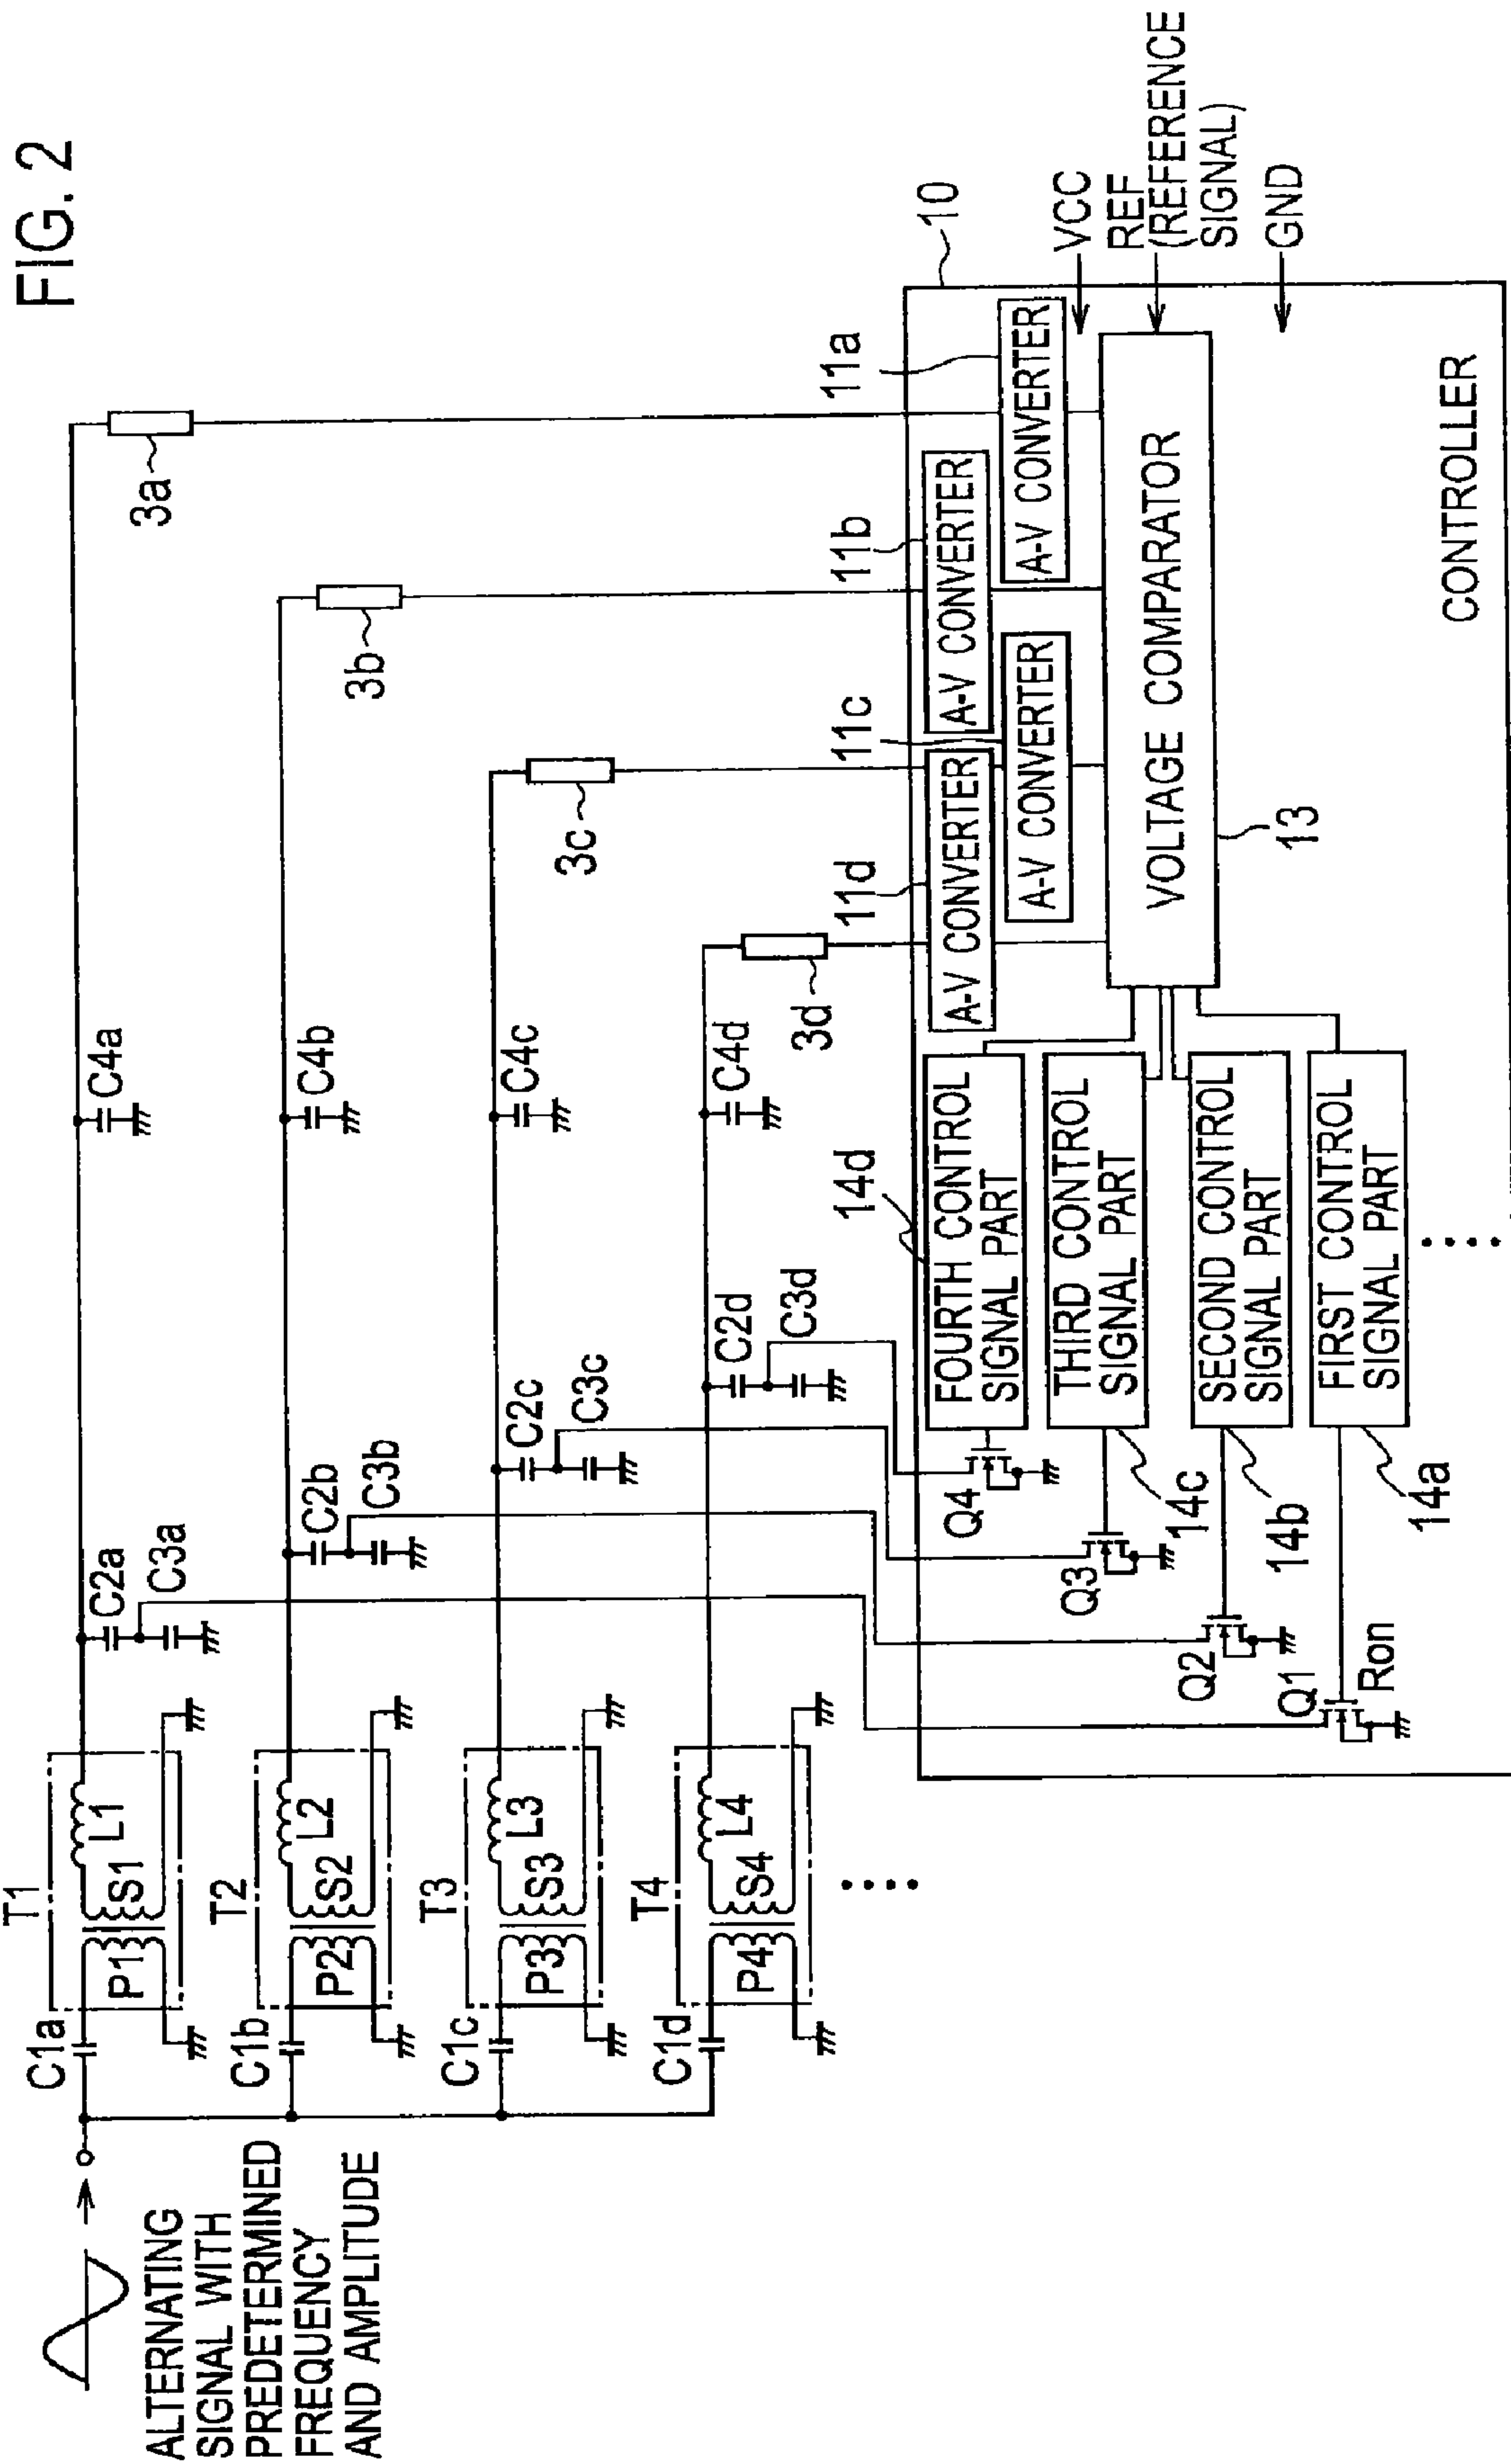 FIG. 2
ALTERNATING
SIGNAL WITH
PREDETERMINED
FREQUENCY
AND AMPLITUDE
C1a
T1
P1
S1
L1
C2a
C3a
C4a
3a
C1b
T2
P2
S2
L2
C2b
C3b
C4b
3b
C1c
T3
P3
S3
L3
C2c
C3c
C4c
3c
C1d
T4
P4
S4
L4
C2d
C3d
C4d
3d
10
11d
11c
11b
11a
A-V CONVERTER
A-V CONVERTER
A-V CONVERTER
A-V CONVERTER
VCC
REF
(REFERENCE
SIGNAL)
GND
14d
FOURTH CONTROL
SIGNAL PART
THIRD CONTROL
SIGNAL PART
SECOND CONTROL
SIGNAL PART
FIRST CONTROL
SIGNAL PART
VOLTAGE COMPARATOR
13
Q4
Q3
Q2
Q1
Ron
14c
14b
14a
CONTROLLER